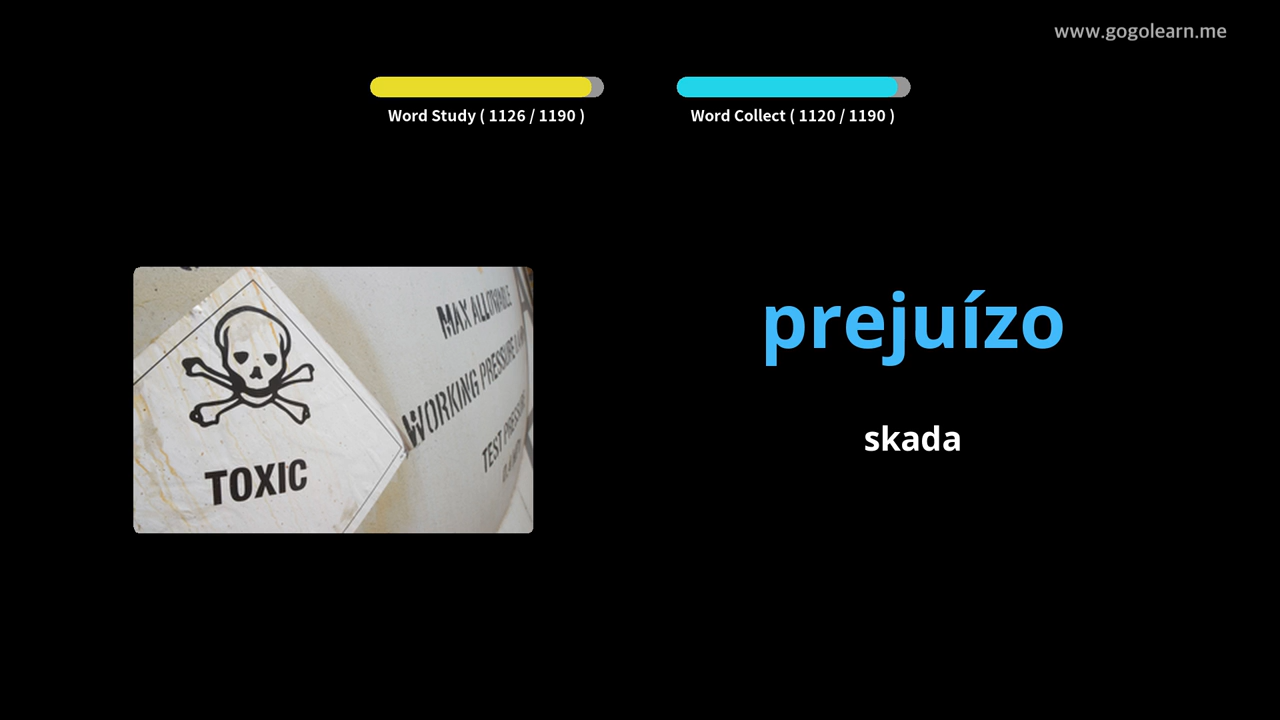 www.gogolearn.me
Word Study ( 1126 / 1190 )
Word Collect ( 1120 / 1190 )
MAX ALLOWABLE
WORKING PRESSURE
TEST PRESSURE
TOXIC
prejuízo
skada